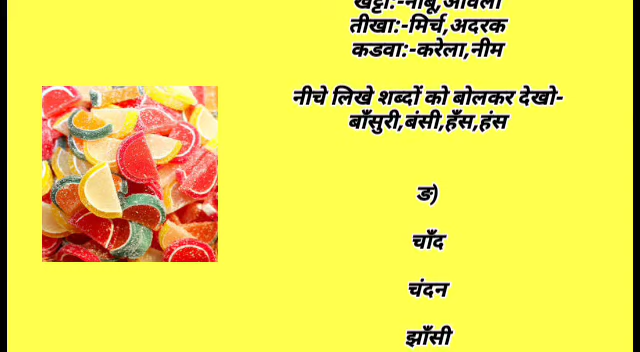 खट्टा:-नींबू,आंवला
तीखा:-मिर्च,अदरक
कडवा:-करेला,नीम
नीचे लिखे शब्दों को बोलकर देखो-
बाँसुरी,बंसी,हँस,हंस
ङ)
चाँद
चंदन
झाँसी